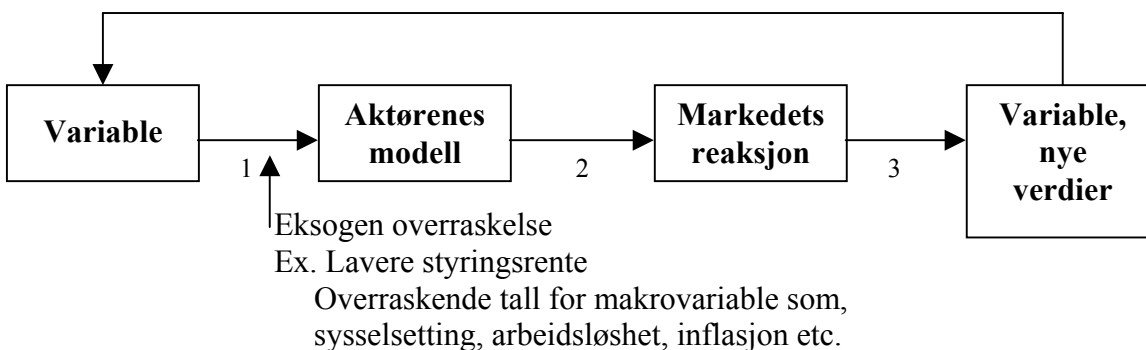 Variable
Aktørenes
modell
Markedets
reaksjon
Variable,
nye
verdier
1
2
3
Eksogen overraskelse
Ex. Lavere styringsrente
Overraskende tall for makrovariable som,
sysselsetting, arbeidsløshet, inflasjon etc.